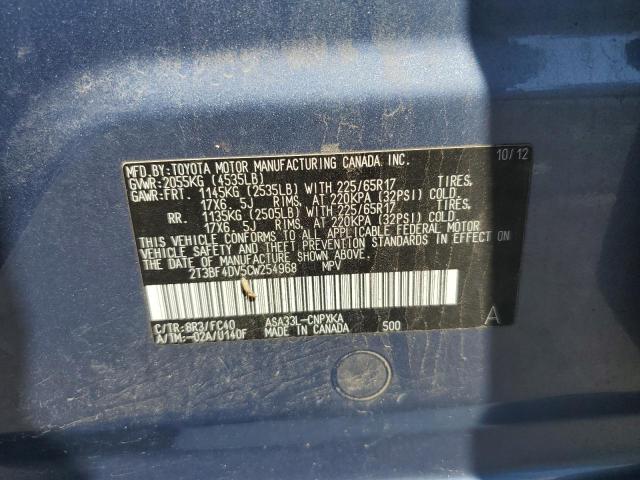 MFD.BY:TOYOTA MOTOR MANUFACTURING CANADA INC. 10/12
GVWR:2055KG (4535LB)
GAWR:FRT. 1145KG (2535LB) WITH 225/65R17 TIRES,
17X6.5J RIMS, AT 220KPA (32PSI) COLD.
RR. 1135KG (2505LB) WITH 225/65R17 TIRES,
17X6.5J RIMS, AT 220KPA (32PSI) COLD.
THIS VEHICLE CONFORMS TO ALL APPLICABLE FEDERAL MOTOR
VEHICLE SAFETY, BUMPER, AND THEFT PREVENTION STANDARDS IN EFFECT ON
THE DATE OF MANUFACTURE SHOWN ABOVE.
2T3BF4DV5CW254968 MPV
C/TR:8R3/FC40 ASA33L-CNPXKA
A/TM:-02A/U140F MADE IN CANADA 500 A